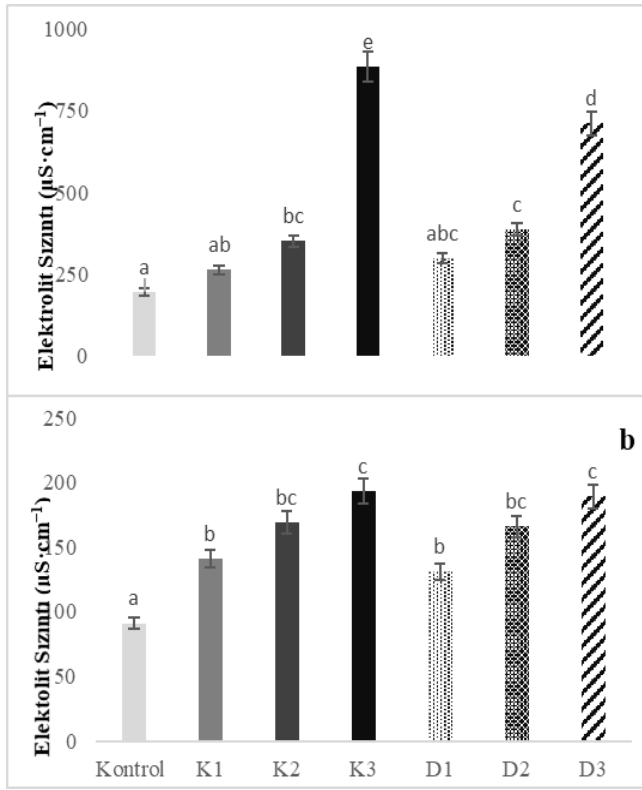 Elektrolit Sızıntı (µS·cm⁻¹)
1000
750
500
250
0
a
ab
bc
e
abc
c
d
Elektolit Sızıntı (µS·cm⁻¹)
250
200
150
100
50
0
b
a
b
bc
c
b
bc
c
Kontrol K1 K2 K3 D1 D2 D3